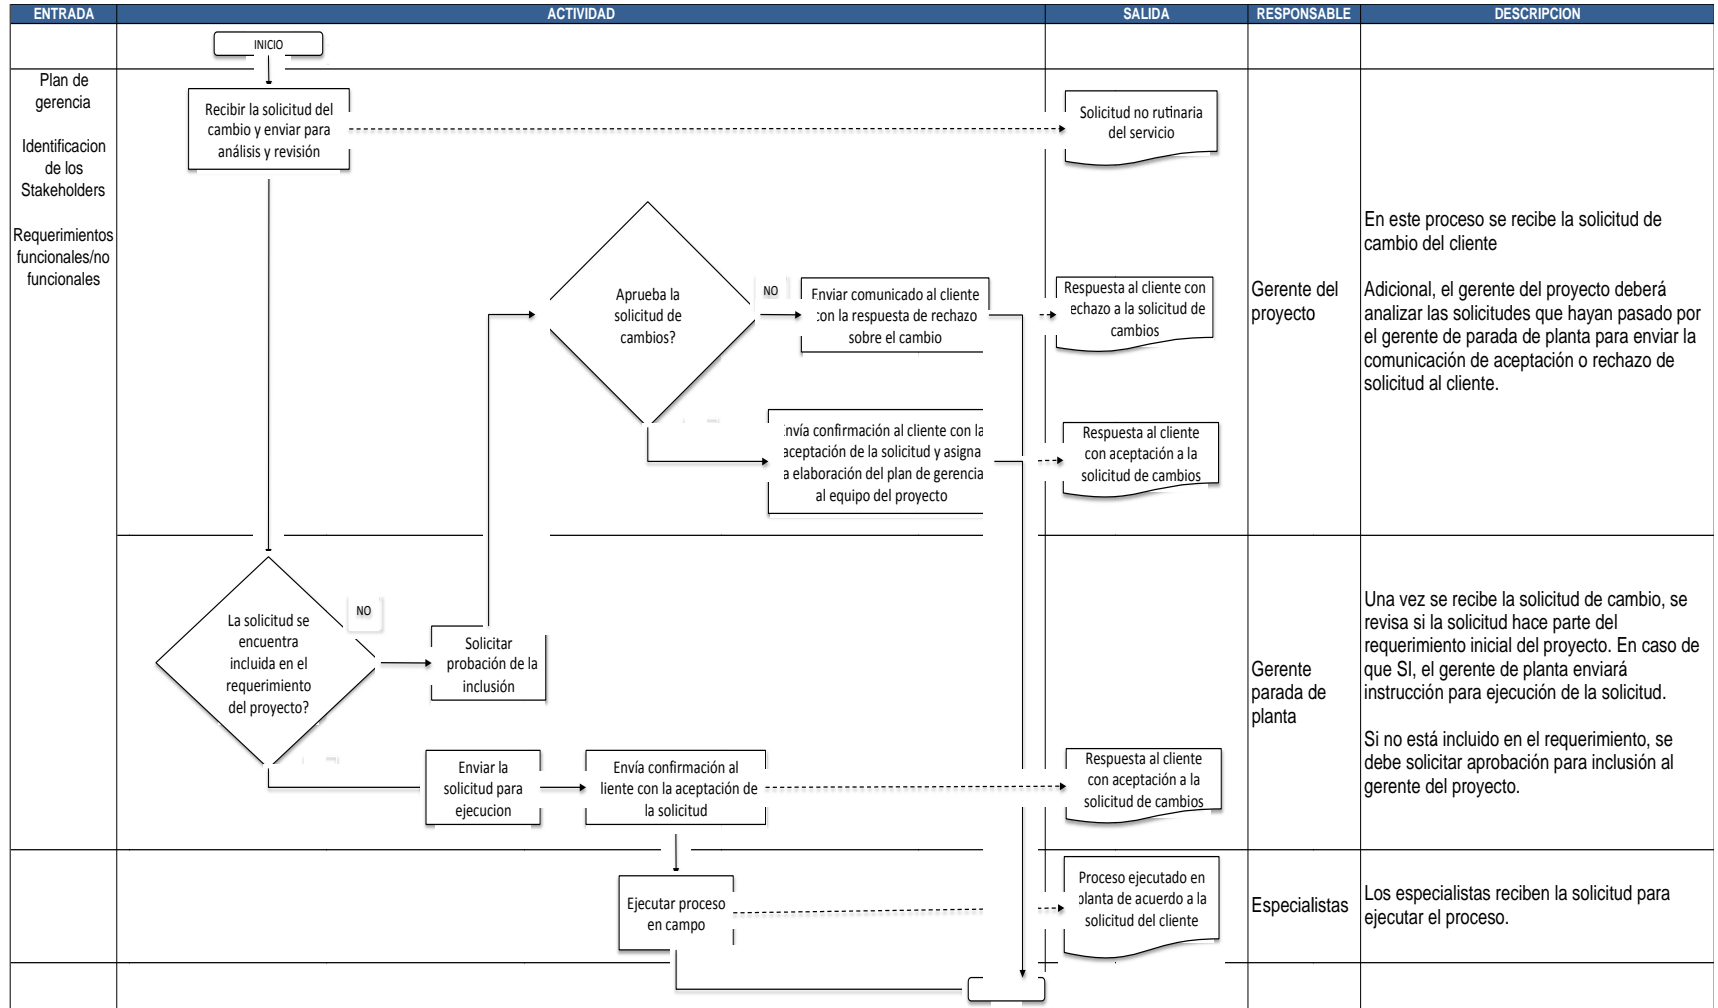 ENTRADA
ACTIVIDAD
SALIDA
RESPONSABLE
DESCRIPCION
INICIO
Plan de
gerencia
Identificacion
de los
Stakeholders
Requerimientos
funcionales/no
funcionales
Recibir la solicitud del
cambio y enviar para
análisis y revisión
Solicitud no rutinaria
del servicio
Aprueba la
solicitud de
cambios?
NO
Enviar comunicado al cliente
con la respuesta de rechazo
sobre el cambio
Respuesta al cliente con
echazo a la solicitud de
cambios
nvía confirmación al cliente con la
aceptación de la solicitud y asigna
a elaboración del plan de gerencia
al equipo del proyecto
Respuesta al cliente
con aceptación a la
solicitud de cambios
Gerente del
proyecto
En este proceso se recibe la solicitud de
cambio del cliente
Adicional, el gerente del proyecto deberá
analizar las solicitudes que hayan pasado por
el gerente de parada de planta para enviar la
comunicación de aceptación o rechazo de
solicitud al cliente.
La solicitud se
encuentra
incluida en el
requerimiento
del proyecto?
NO
Solicitar
probación de la
inclusión
Enviar la
solicitud para
ejecucion
Envía confirmación al
liente con la aceptación de
la solicitud
Respuesta al cliente
con aceptación a la
solicitud de cambios
Gerente
parada de
planta
Una vez se recibe la solicitud de cambio, se
revisa si la solicitud hace parte del
requerimiento inicial del proyecto. En caso de
que SI, el gerente de planta enviará
instrucción para ejecución de la solicitud.
Si no está incluido en el requerimiento, se
debe solicitar aprobación para inclusión al
gerente del proyecto.
Ejecutar proceso
en campo
Proceso ejecutado en
planta de acuerdo a la
solicitud del cliente
Especialistas
Los especialistas reciben la solicitud para
ejecutar el proceso.